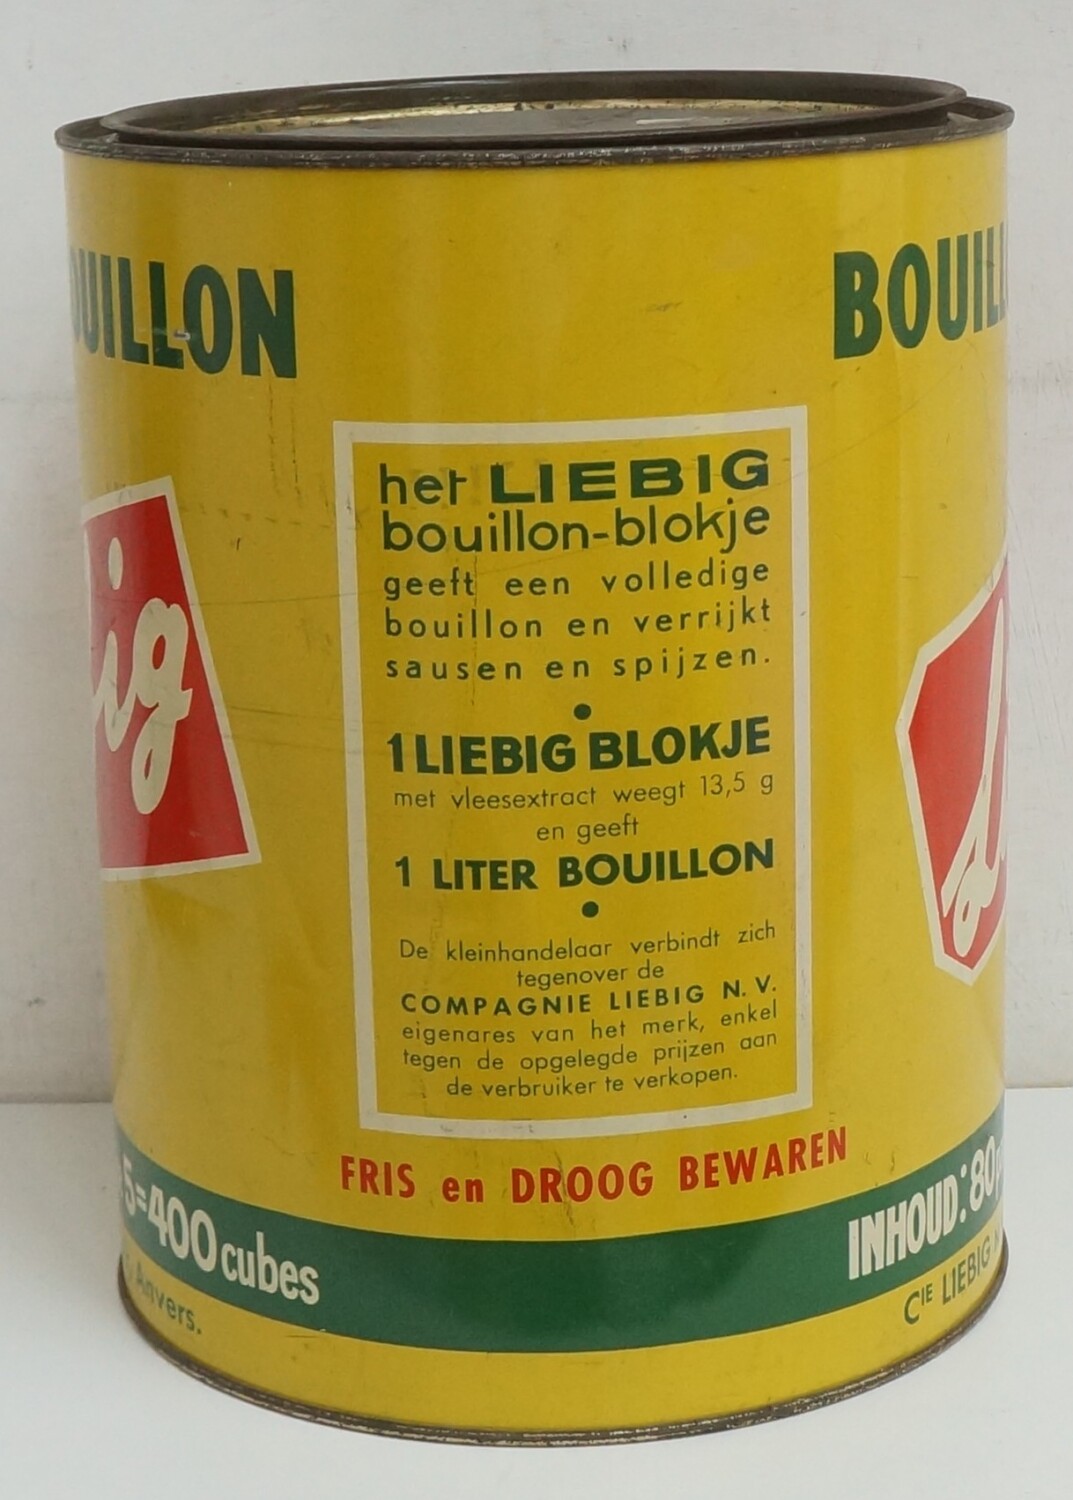 BOUILLON
het LIEBIG
bouillon-blokje
geeft een volledige
bouillon en verrijkt
sausen en spijzen.
1 LIEBIG BLOKJE
met vleesextract weegt 13,5 g
en geeft
1 LITER BOUILLON
De kleinhandelaar verbindt zich
tegenover de
COMPAGNIE LIEBIG N. V.
eigenares van het merk, enkel
tegen de opgelegde prijzen aan
de verbruiker te verkopen.
FRIS en DROOG BEWAREN
5=400 cubes
Anvers.
BOUILL
INHOUD: 80
CIE LIEBIG